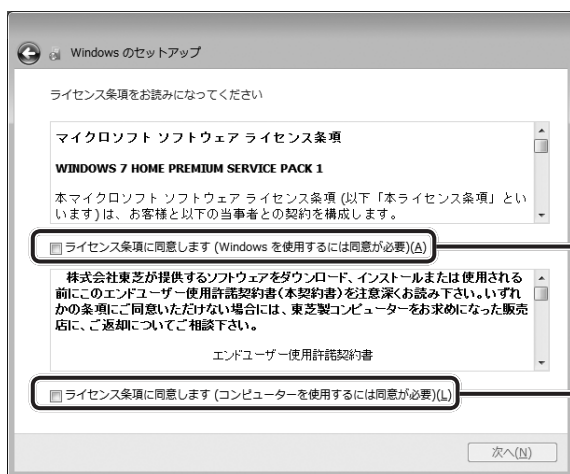 Windows のセットアップ
ライセンス条項をお読みになってください
マイクロソフト ソフトウェア ライセンス条項
WINDOWS 7 HOME PREMIUM SERVICE PACK 1
本マイクロソフト ソフトウェア ライセンス条項 (以下「本ライセンス条項」とい
います) は、お客様と以下の当事者との契約を構成します。
ライセンス条項に同意します (Windows を使用するには同意が必要)(A)
株式会社東芝が提供するソフトウェアをダウンロード、インストールまたは使用される
前にこのエンドユーザー使用許諾契約書(本契約書)を注意深くお読み下さい。いずれ
かの条項にご同意いただけない場合には、東芝製コンピューターをお求めになった販売
店に、ご返却についてご相談下さい。
エンドユーザー使用許諾契約書
ライセンス条項に同意します (コンピューターを使用するには同意が必要)(L)
次へ(N)